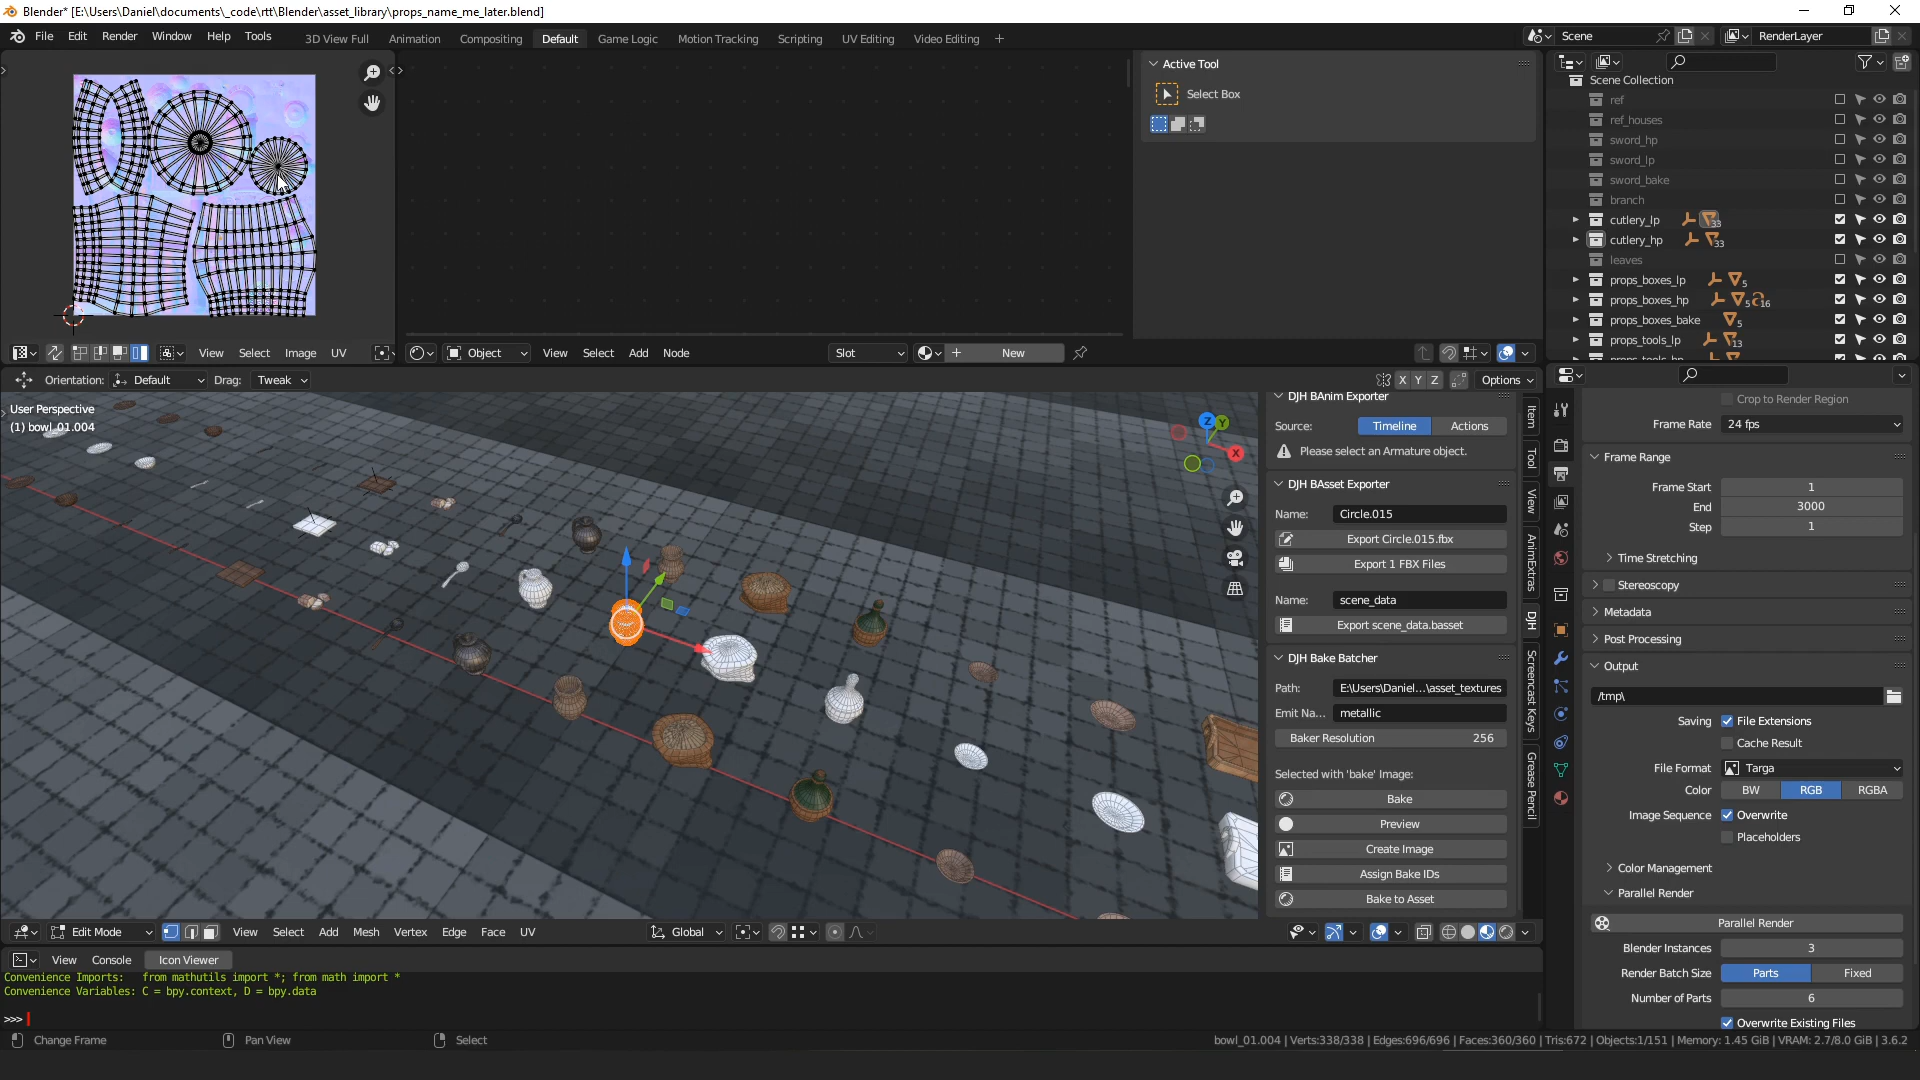 Blender* [E:\Users\Daniel\documents\_code\rtt\Blender\asset_library\props_name_me_later.blend]
File Edit Render Window Help Tools
3D View Full Animation Compositing Default Game Logic Motion Tracking Scripting UV Editing Video Editing +
Scene
RenderLayer
Active Tool
Select Box
Scene Collection
ref
ref_houses
sword_hp
sword_lp
sword_bake
branch
cutlery_lp 33
cutlery_hp 33
leaves
props_boxes_lp 5
props_boxes_hp 5 16
props_boxes_bake 5
props_tools_lp 13
props_tools_hp
View Select Image UV
Object View Select Add Node Slot New
Orientation: Default Drag: Tweak
X Y Z Options
User Perspective
(1) bowl_01.004
Z Y X
DJH BAnim Exporter
Source: Timeline Actions
Please select an Armature object.
DJH BAsset Exporter
Name: Circle.015
Export Circle.015.fbx
Export 1 FBX Files
Name: scene_data
Export scene_data.basset
DJH Bake Batcher
Path: E:\Users\Daniel...\asset_textures
Emit Na... metallic
Baker Resolution 256
Selected with 'bake' Image:
Bake
Preview
Create Image
Assign Bake IDs
Bake to Asset
Item
Tool
View
AnimExtras
DJH
Screencast Keys
Grease Pencil
Crop to Render Region
Frame Rate 24 fps
Frame Range
Frame Start 1
End 3000
Step 1
Time Stretching
Stereoscopy
Metadata
Post Processing
Output
/tmp\
Saving File Extensions
Cache Result
File Format Targa
Color BW RGB RGBA
Image Sequence Overwrite
Placeholders
Color Management
Parallel Render
Parallel Render
Blender Instances 3
Render Batch Size Parts Fixed
Number of Parts 6
Overwrite Existing Files
Edit Mode View Select Add Mesh Vertex Edge Face UV
Global
View Console Icon Viewer
Convenience Imports: from mathutils import *; from math import *
Convenience Variables: C = bpy.context, D = bpy.data
>>>
Change Frame Pan View Select
bowl_01.004 | Verts:338/338 | Edges:696/696 | Faces:360/360 | Tris:672 | Objects:1/151 | Memory: 1.45 GiB | VRAM: 2.7/8.0 GiB | 3.6.2